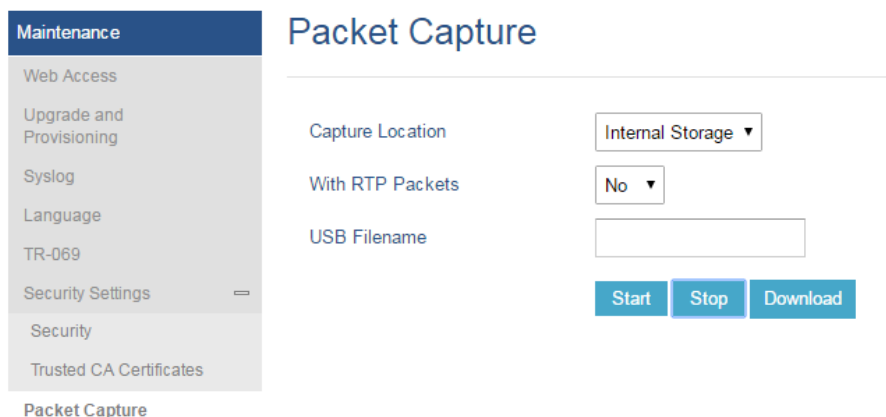 Maintenance
Web Access
Upgrade and
Provisioning
Syslog
Language
TR-069
Security Settings
Security
Trusted CA Certificates
Packet Capture
Packet Capture
Capture Location
Internal Storage
With RTP Packets
No
USB Filename
Start
Stop
Download